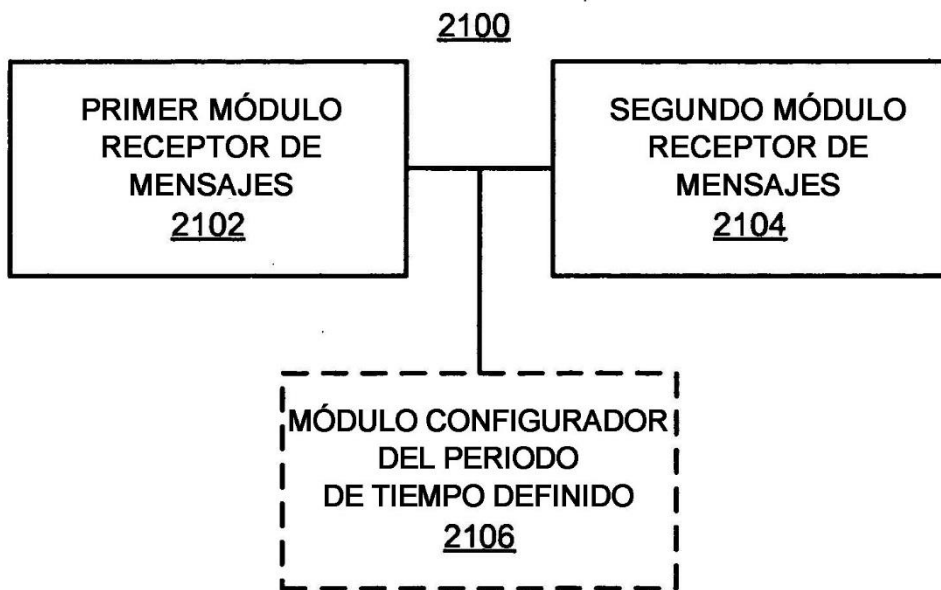 2100
PRIMER MÓDULO
RECEPTOR DE
MENSAJES
2102
SEGUNDO MÓDULO
RECEPTOR DE
MENSAJES
2104
MÓDULO CONFIGURADOR
DEL PERIODO
DE TIEMPO DEFINIDO
2106